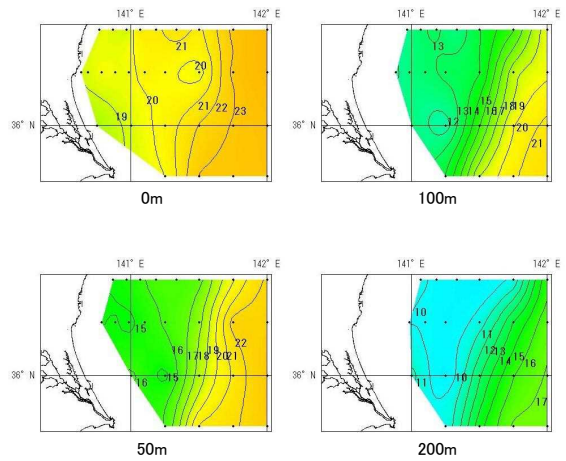 141° E 142° E
21
20
19 20 21 22 23
36° N
0m
141° E 142° E
13
15 18 19
13 14 16 17
12 20
36° N
21
100m
141° E 142° E
15 22
16 19
17 18 20 21
36° N
16 15
50m
141° E 142° E
10
11
12 13 15
14 16
36° N
11 10
17
200m